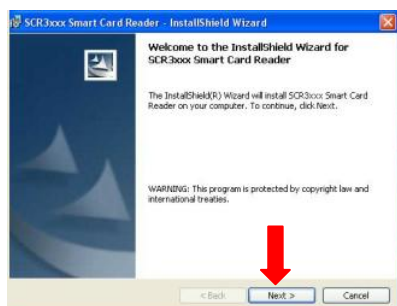 SCR3xxx Smart Card Reader - InstallShield Wizard
Welcome to the InstallShield Wizard for
SCR3xxx Smart Card Reader
The InstallShield(R) Wizard will install SCR3xxx Smart Card
Reader on your computer. To continue, click Next.
WARNING: This program is protected by copyright law and
international treaties.
< Back Next > Cancel